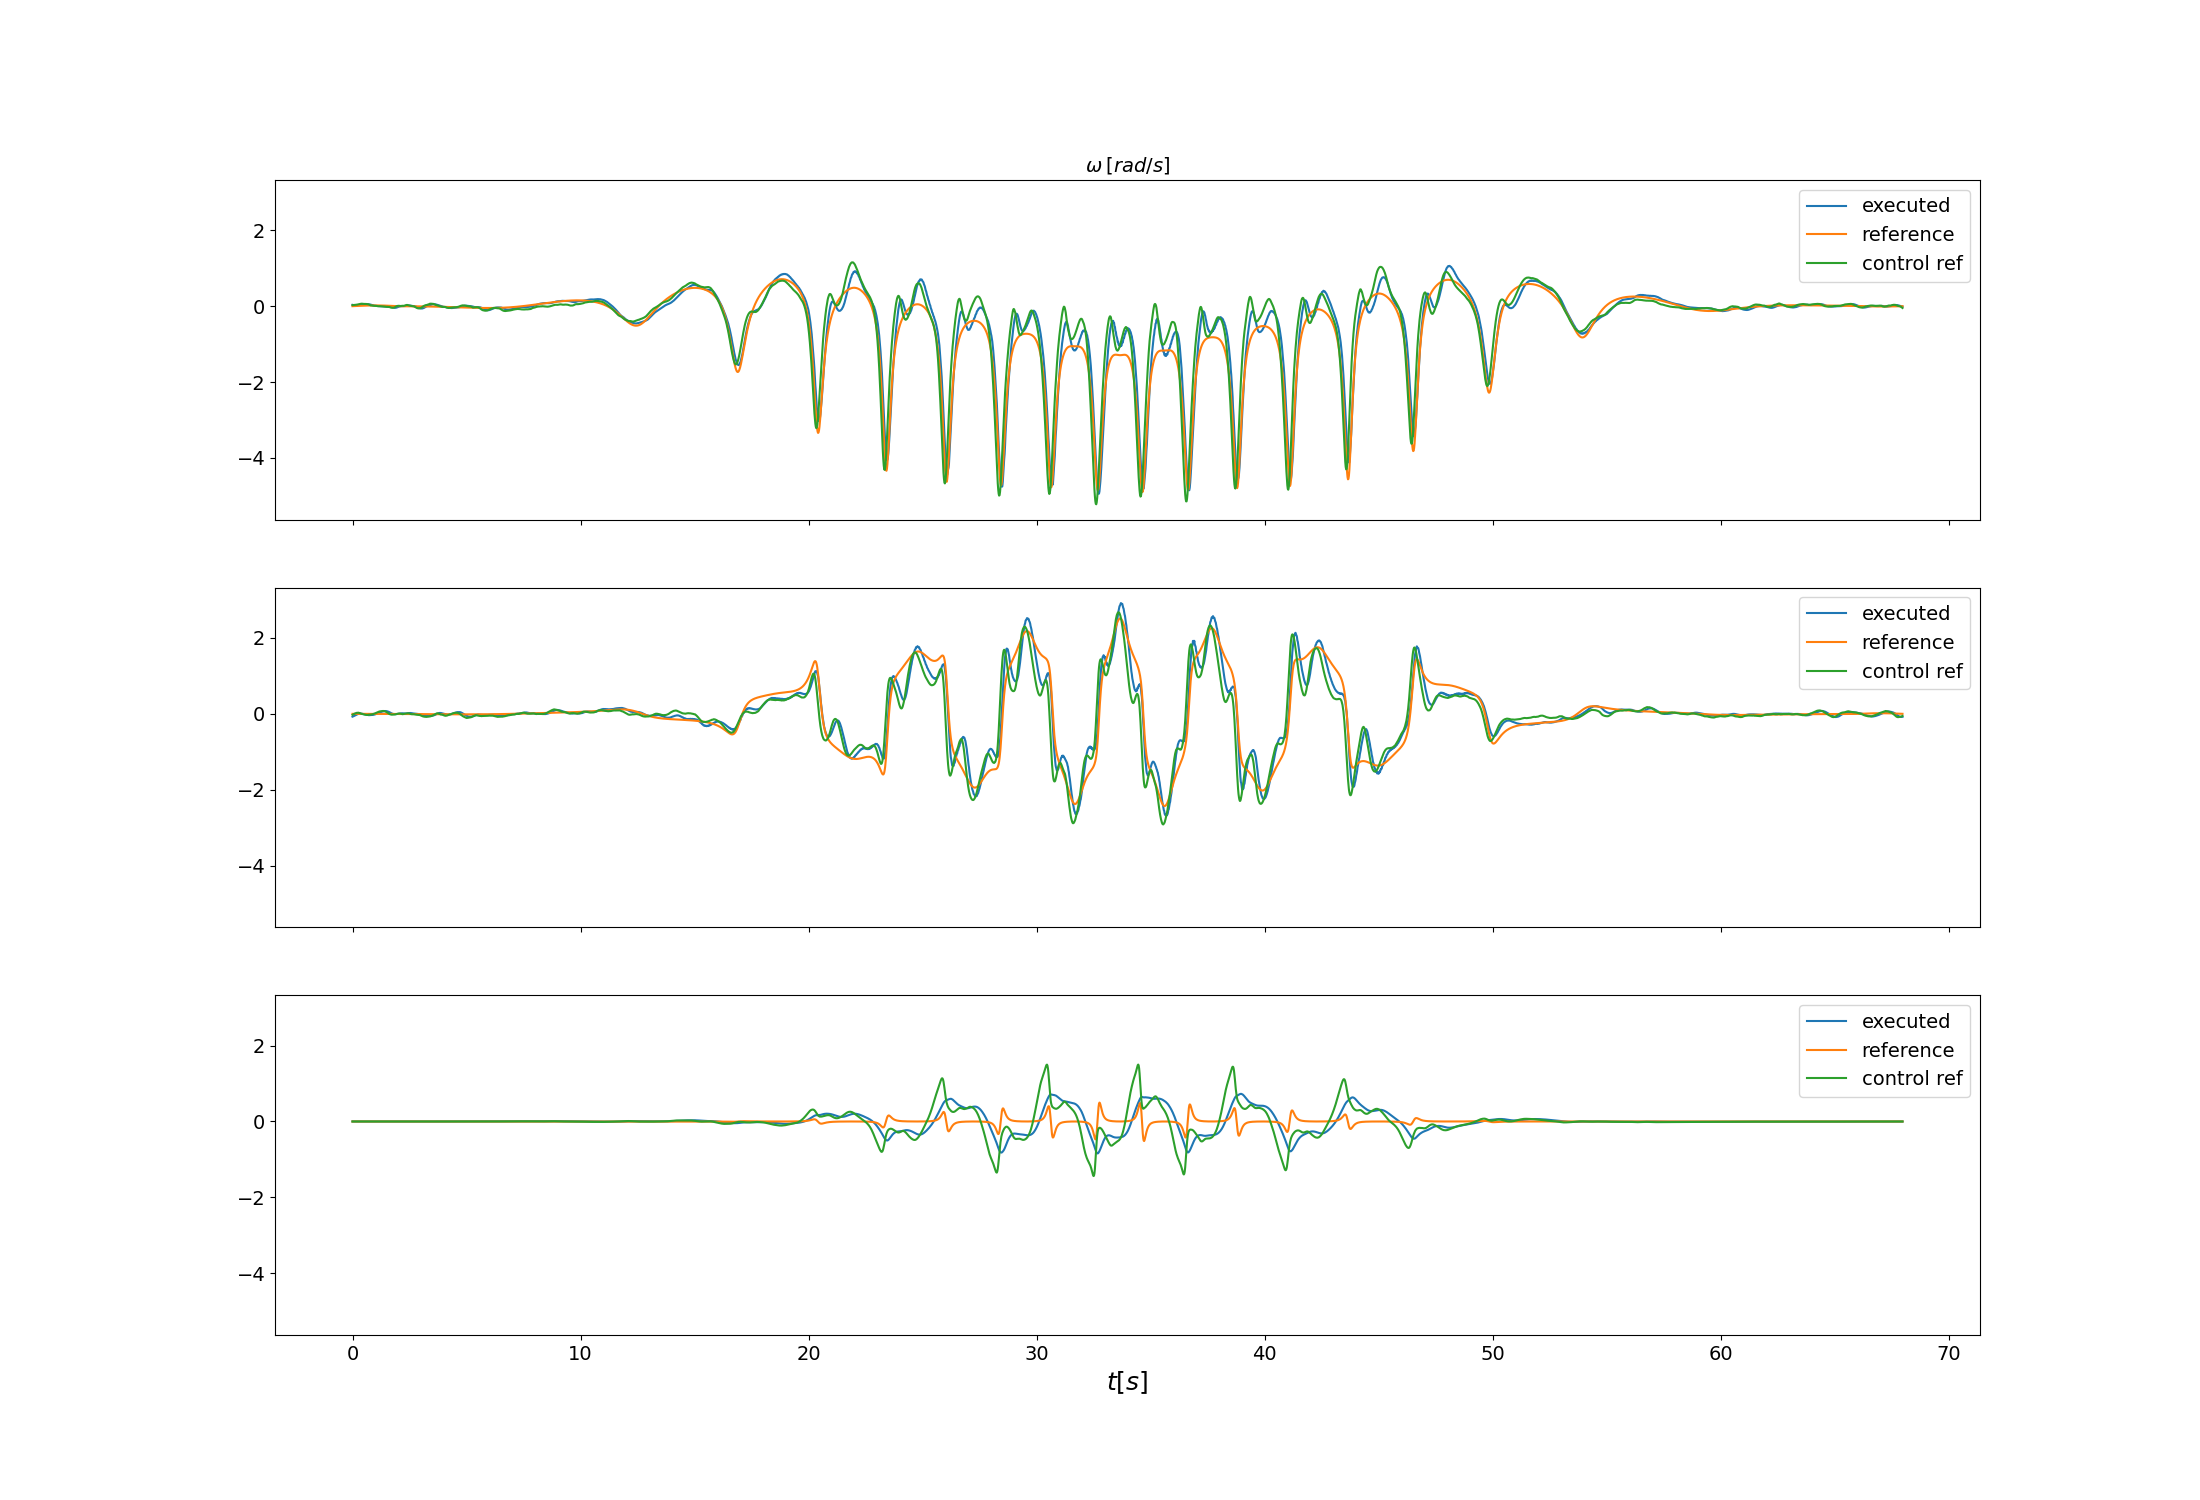 ω [rad/s]
2
0
−2
−4
executed
reference
control ref
2
0
−2
−4
executed
reference
control ref
2
0
−2
−4
executed
reference
control ref
0 10 20 30 40 50 60 70
t[s]